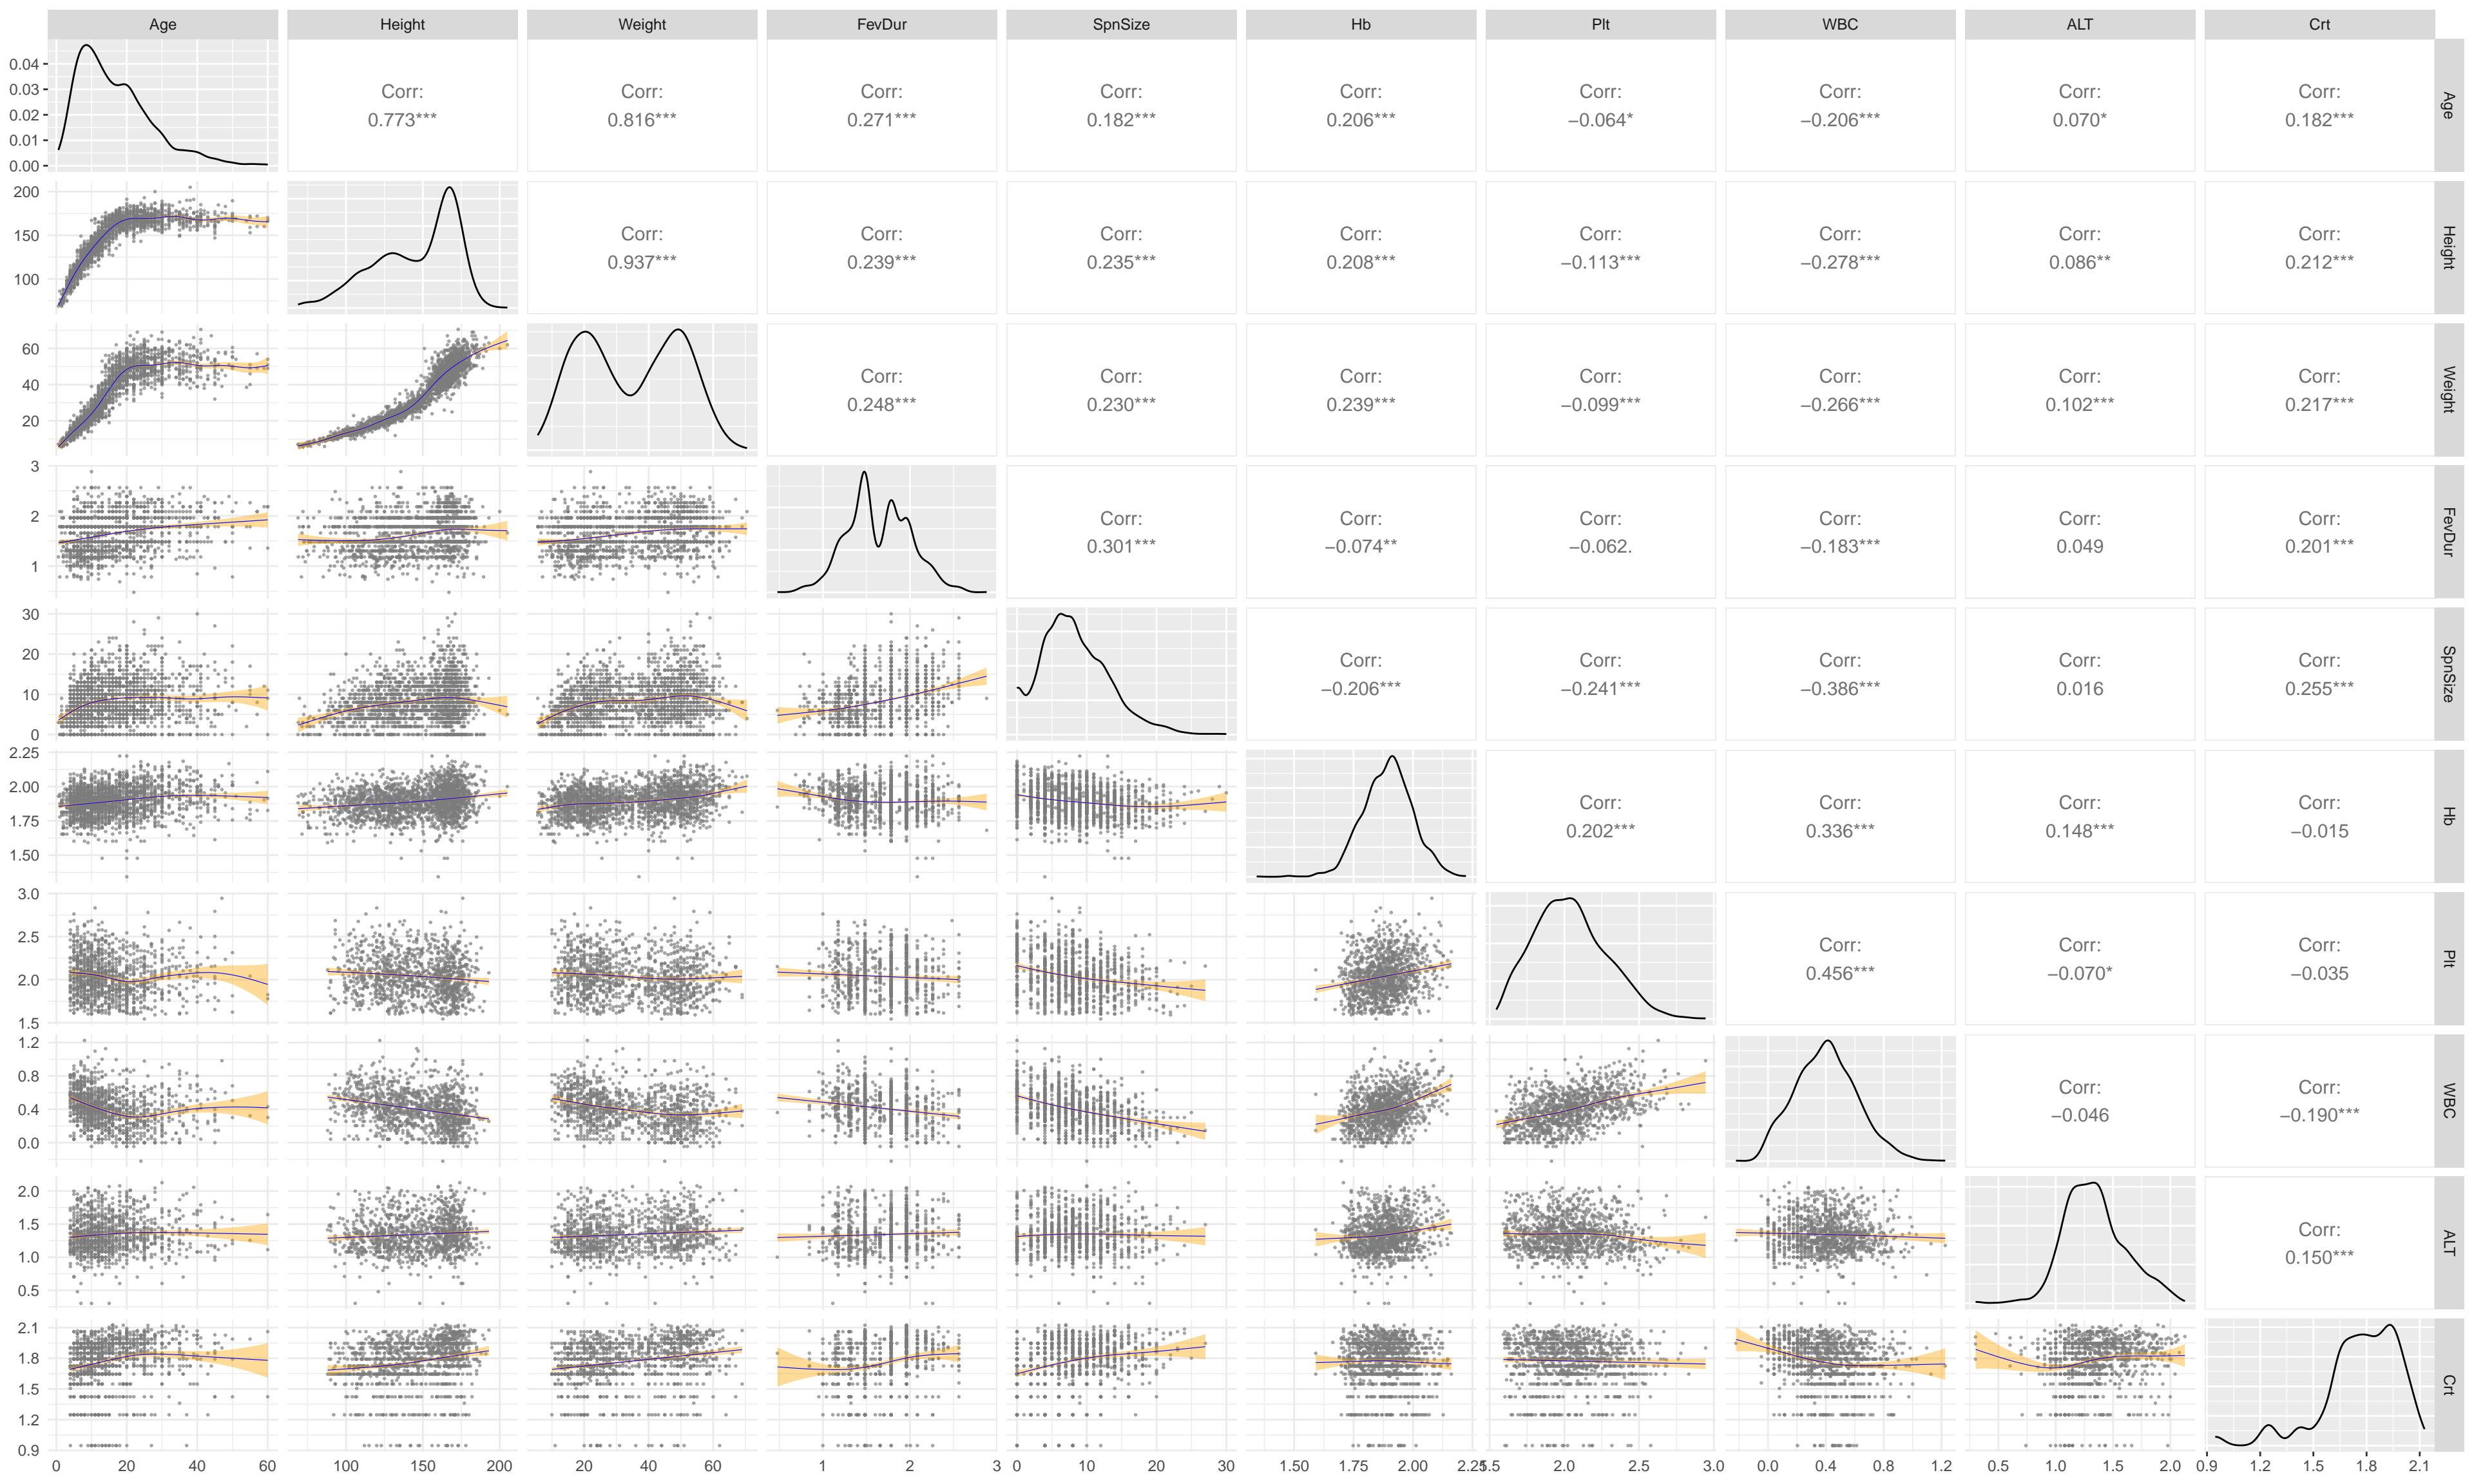 Age Height Weight FevDur SpnSize Hb Plt WBC ALT Crt
0.04
0.03
0.02
0.01
0.00
Corr: Corr: Corr: Corr: Corr: Corr: Corr: Corr: Corr:
0.773*** 0.816*** 0.271*** 0.182*** 0.206*** −0.064* −0.206*** 0.070* 0.182***
Age
200
150
100
Corr: Corr: Corr: Corr: Corr: Corr: Corr: Corr:
0.937*** 0.239*** 0.235*** 0.208*** −0.113*** −0.278*** 0.086** 0.212***
Height
60
40
20
Corr: Corr: Corr: Corr: Corr: Corr: Corr:
0.248*** 0.230*** 0.239*** −0.099*** −0.266*** 0.102*** 0.217***
Weight
3
2
1
Corr: Corr: Corr: Corr: Corr: Corr:
0.301*** −0.074** −0.062. −0.183*** 0.049 0.201***
FevDur
30
20
10
0
Corr: Corr: Corr: Corr: Corr:
−0.206*** −0.241*** −0.386*** 0.016 0.255***
SpnSize
2.25
2.00
1.75
1.50
Corr: Corr: Corr: Corr:
0.202*** 0.336*** 0.148*** −0.015
Hb
3.0
2.5
2.0
1.5
Corr: Corr: Corr:
0.456*** −0.070* −0.035
Plt
1.2
0.8
0.4
0.0
Corr: Corr:
−0.046 −0.190***
WBC
2.0
1.5
1.0
0.5
Corr:
0.150***
ALT
2.1
1.8
1.5
1.2
0.9
Crt
0 20 40 60 100 150 200 20 40 60 1 2 3 0 10 20 30 1.50 1.75 2.00 2.25 1.5 2.0 2.5 3.0 0.0 0.4 0.8 1.2 0.5 1.0 1.5 2.0 0.9 1.2 1.5 1.8 2.1